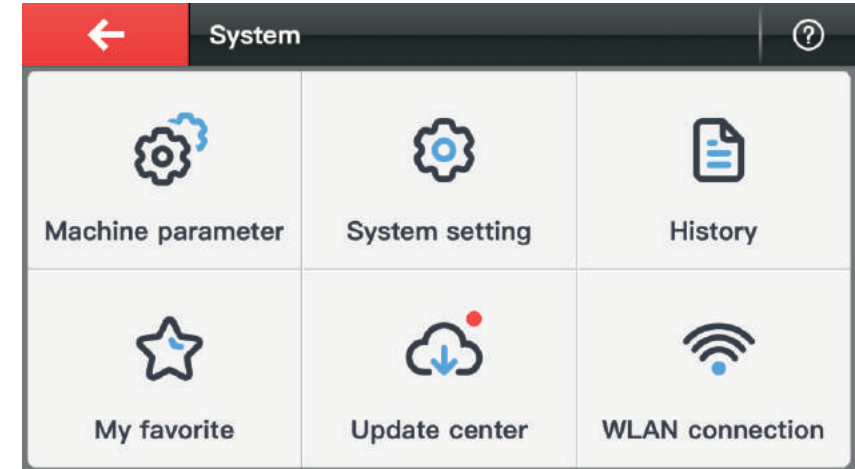 System
?
Machine parameter
System setting
History
My favorite
Update center
WLAN connection